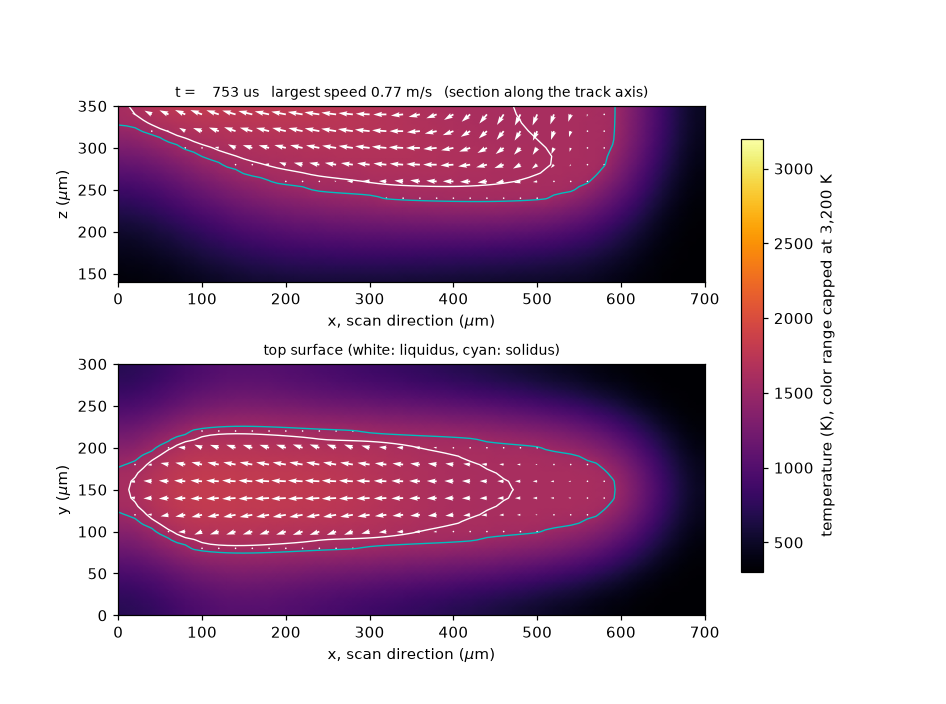 t =    753 us   largest speed 0.77 m/s   (section along the track axis)
350
300
250
200
150
z (μm)
0 100 200 300 400 500 600 700
x, scan direction (μm)
top surface (white: liquidus, cyan: solidus)
300
250
200
150
100
50
0
y (μm)
0 100 200 300 400 500 600 700
x, scan direction (μm)
3000
2500
2000
1500
1000
500
temperature (K), color range capped at 3,200 K